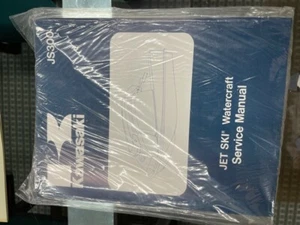 JS300
Kawasaki
JET SKI® Watercraft
Service Manual